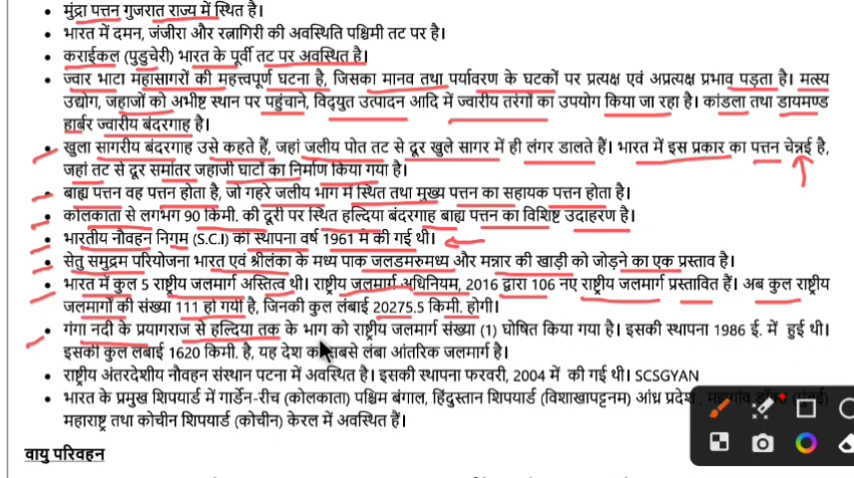 • मुंद्रा पत्तन गुजरात राज्य में स्थित है।
• भारत में दमन, जंजीरा और रत्नागिरी की अवस्थिति पश्चिमी तट पर है।
• कराईकल (पुडुचेरी) भारत के पूर्वी तट पर अवस्थित है।
• ज्वार भाटा महासागरों की महत्त्वपूर्ण घटना है, जिसका मानव तथा पर्यावरण के घटकों पर प्रत्यक्ष एवं अप्रत्यक्ष प्रभाव पड़ता है। मत्स्य
उद्योग, जहाजों को अभीष्ट स्थान पर पहुंचाने, विद्युत उत्पादन आदि में ज्वारीय तरंगों का उपयोग किया जा रहा है। कांडला तथा डायमण्ड
हार्बर ज्वारीय बंदरगाह है।
• खुला सागरीय बंदरगाह उसे कहते हैं, जहां जलीय पोत तट से दूर खुले सागर में ही लंगर डालते हैं। भारत में इस प्रकार का पत्तन चेन्नई है,
जहां तट से दूर समांतर जहाजी घाटों का निर्माण किया गया है।
• बाह्य पत्तन वह पत्तन होता है, जो गहरे जलीय भाग में स्थित तथा मुख्य पत्तन का सहायक पत्तन होता है।
• कोलकाता से लगभग 90 किमी. की दूरी पर स्थित हल्दिया बंदरगाह बाह्य पत्तन का विशिष्ट उदाहरण है।
• भारतीय नौवहन निगम (S.C.I) की स्थापना वर्ष 1961 में की गई थी।
• सेतु समुद्रम परियोजना भारत एवं श्रीलंका के मध्य पाक जलडमरुमध्य और मन्नार की खाड़ी को जोड़ने का एक प्रस्ताव है।
• भारत में कुल 5 राष्ट्रीय जलमार्ग अस्तित्व थी। राष्ट्रीय जलमार्ग अधिनियम, 2016 द्वारा 106 नए राष्ट्रीय जलमार्ग प्रस्तावित हैं। अब कुल राष्ट्रीय
जलमार्गों की संख्या 111 हो गयी है, जिनकी कुल लंबाई 20275.5 किमी. होगी।
• गंगा नदी के प्रयागराज से हल्दिया तक के भाग को राष्ट्रीय जलमार्ग संख्या (1) घोषित किया गया है। इसकी स्थापना 1986 ई. में हुई थी।
इसकी कुल लंबाई 1620 किमी. है, यह देश का सबसे लंबा आंतरिक जलमार्ग है।
• राष्ट्रीय अंतरदेशीय नौवहन संस्थान पटना में अवस्थित है। इसकी स्थापना फरवरी, 2004 में की गई थी। SCSGYAN
• भारत के प्रमुख शिपयार्ड में गार्डेन-रीच (कोलकाता) पश्चिम बंगाल, हिंदुस्तान शिपयार्ड (विशाखापट्टनम) आंध्र प्रदेश,
महाराष्ट्र तथा कोचीन शिपयार्ड (कोचीन) केरल में अवस्थित हैं।
वायु परिवहन